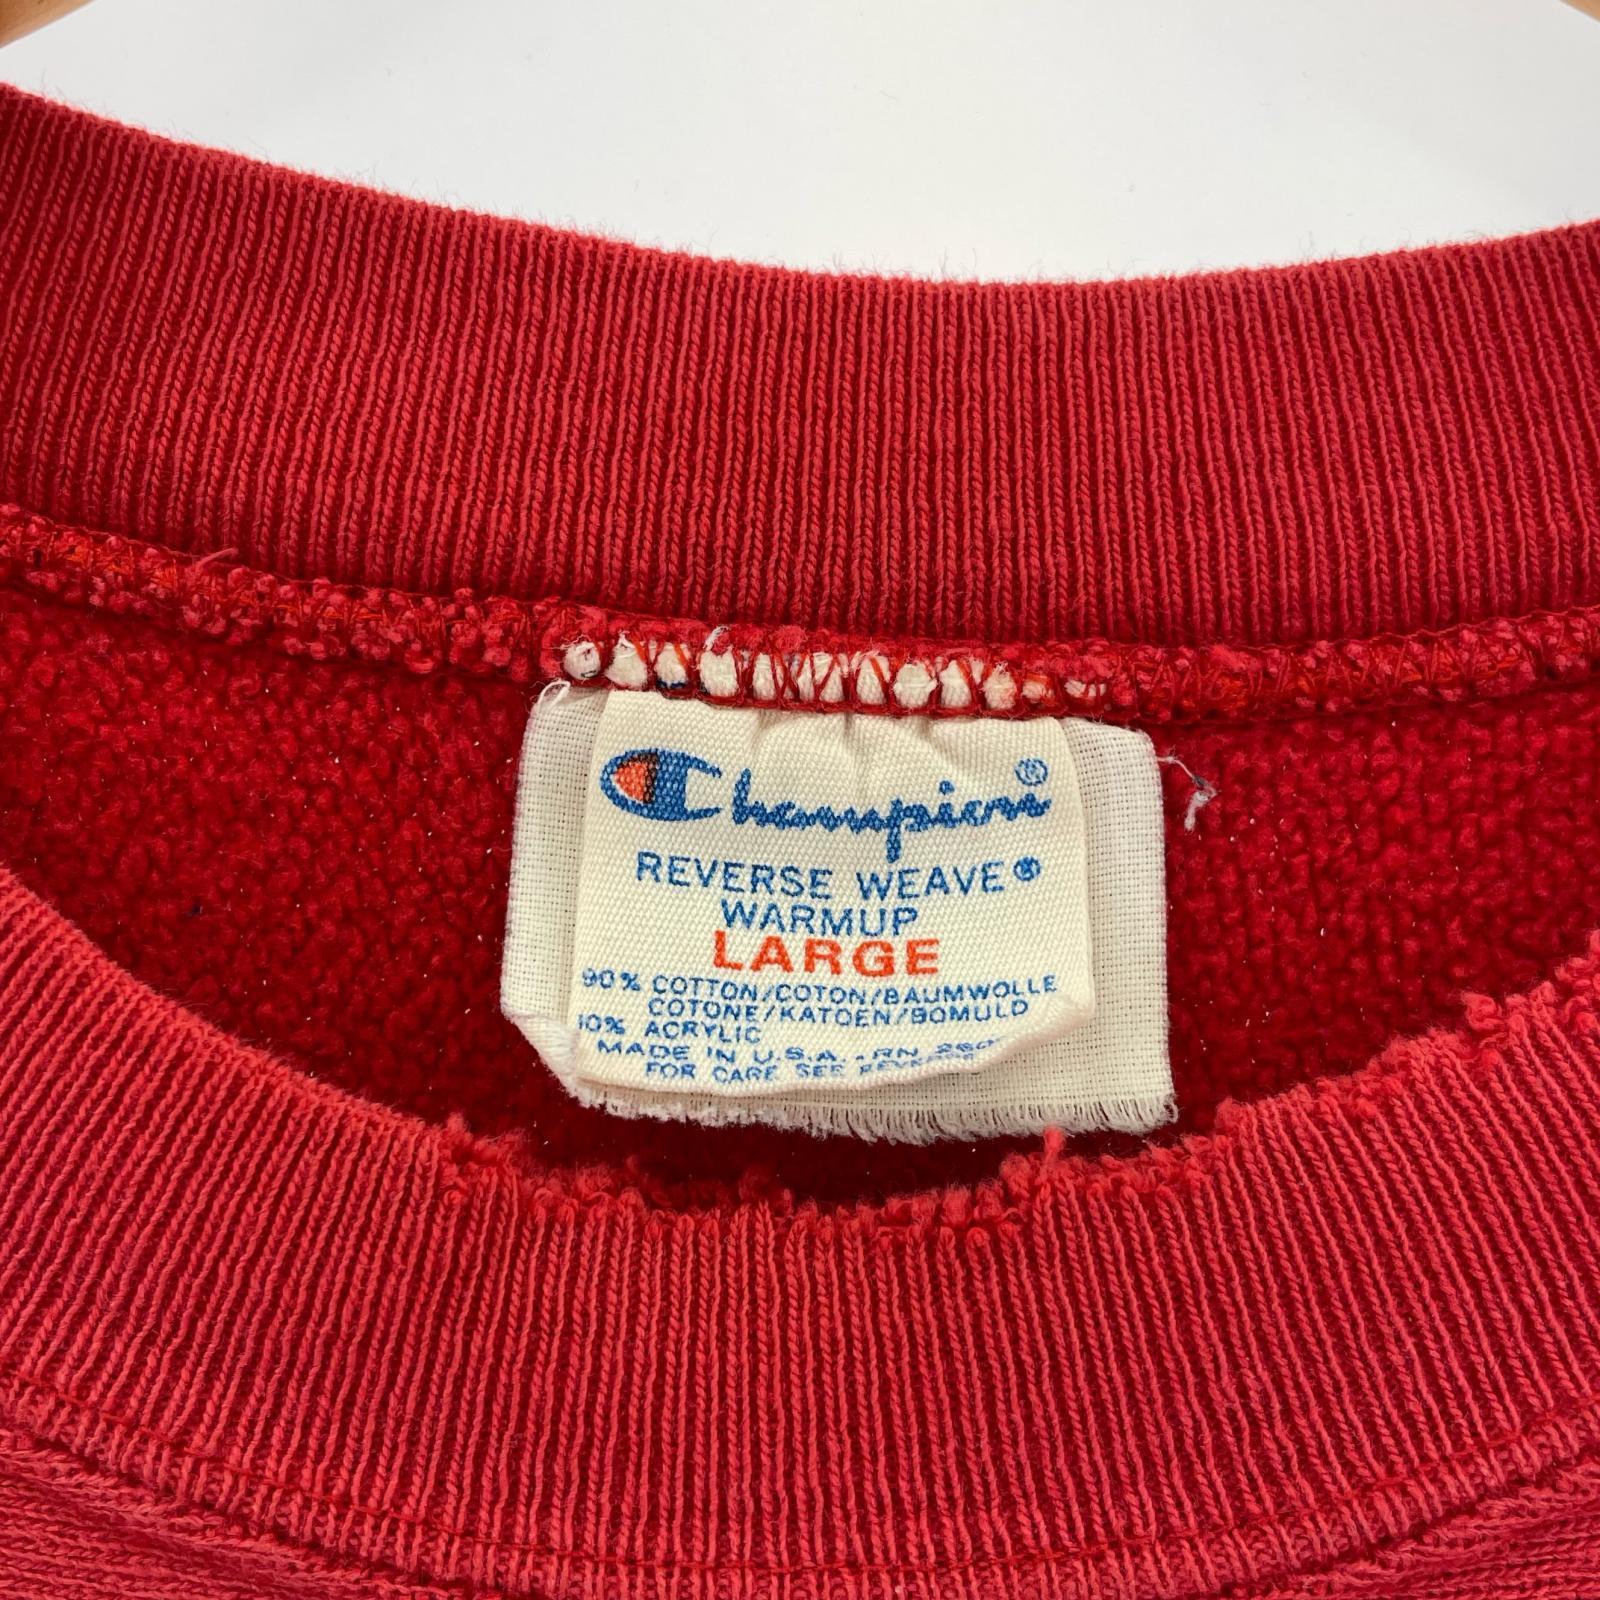 Champion®
REVERSE WEAVE®
WARMUP
LARGE
90% COTTON/COTON/BAUMWOLLE
COTONE/KATOEN/BOMULD
10% ACRYLIC
MADE IN U.S.A. - RN
FOR CARE SEE